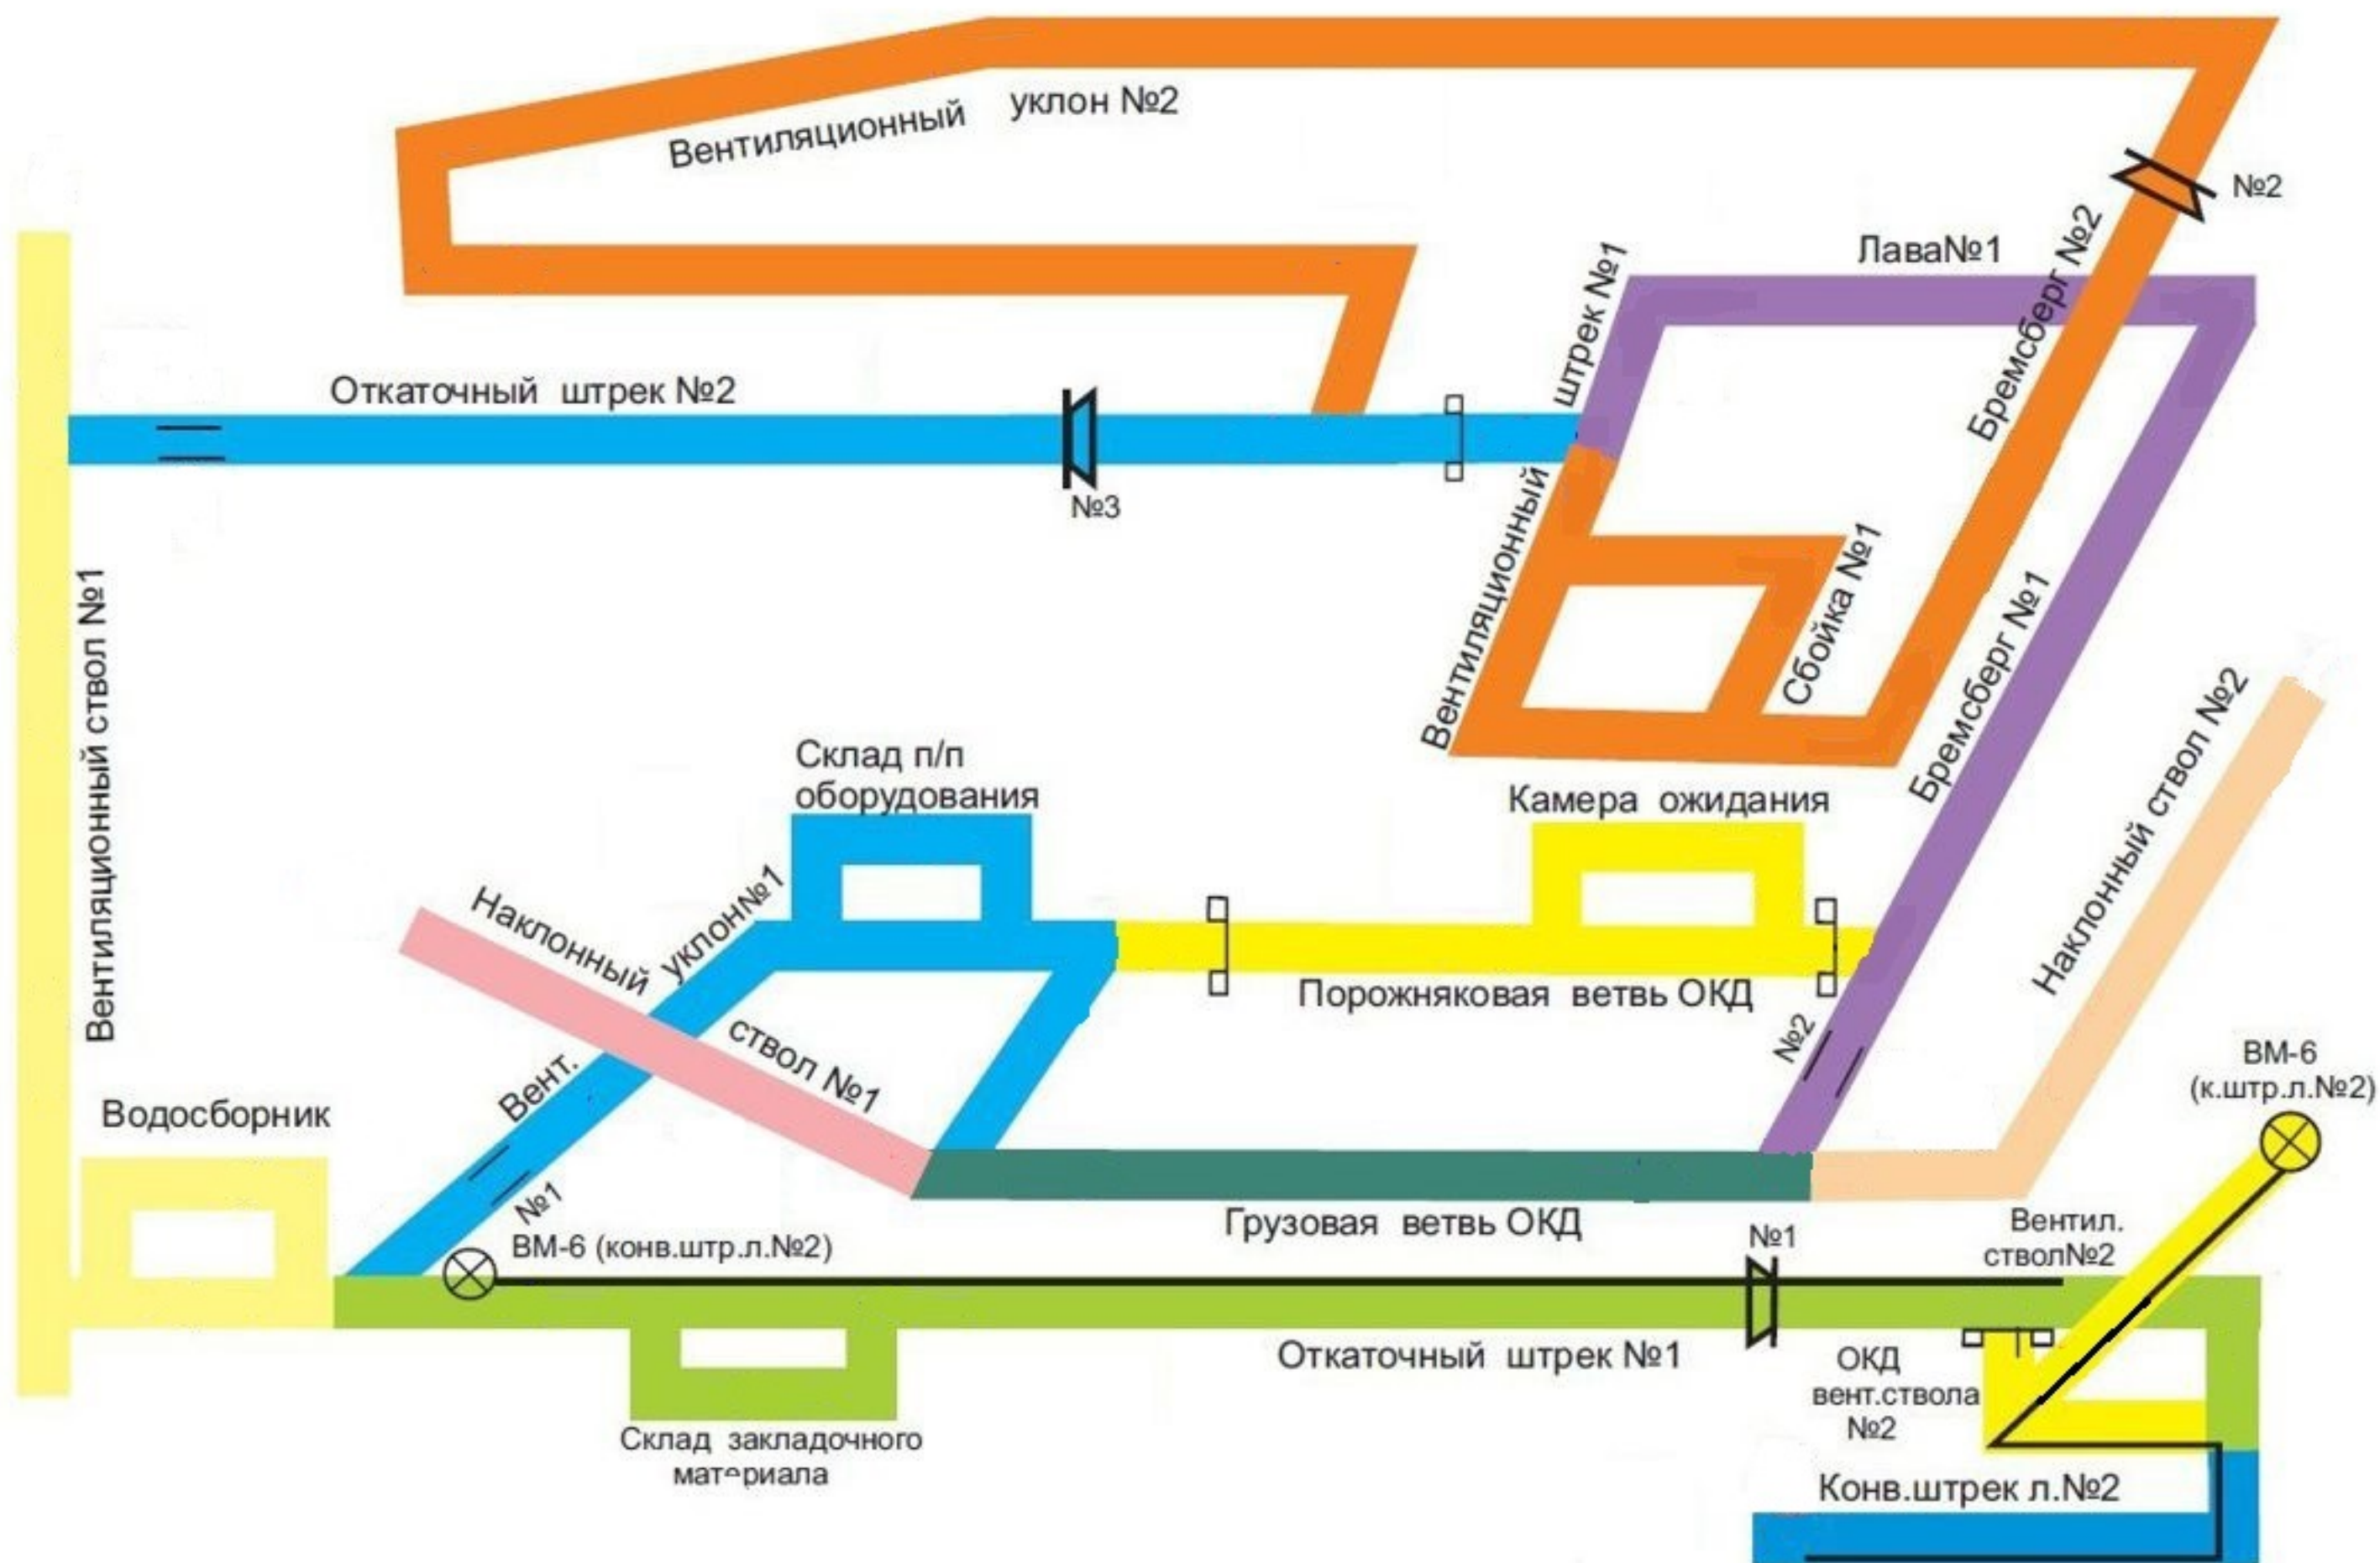 Вентиляционный уклон №2
№2
Бремсберг №2
Лава№1
штрек №1
Откаточный штрек №2
№3
Вентиляционный
Сбойка №1
Бремсберг №1
Вентиляционный ствол №1
Наклонный ствол №2
Склад п/п
оборудования
Камера ожидания
Наклонный
ствол №1
уклон№1
Вент.
№1
Порожняковая ветвь ОКД
№2
ВМ-6
(к.штр.л.№2)
Водосборник
Грузовая ветвь ОКД
Вентил.
ствол№2
ВМ-6 (конв.штр.л.№2)
№1
Откаточный штрек №1
ОКД
вент.ствола
№2
Склад закладочного
материала
Конв.штрек л.№2